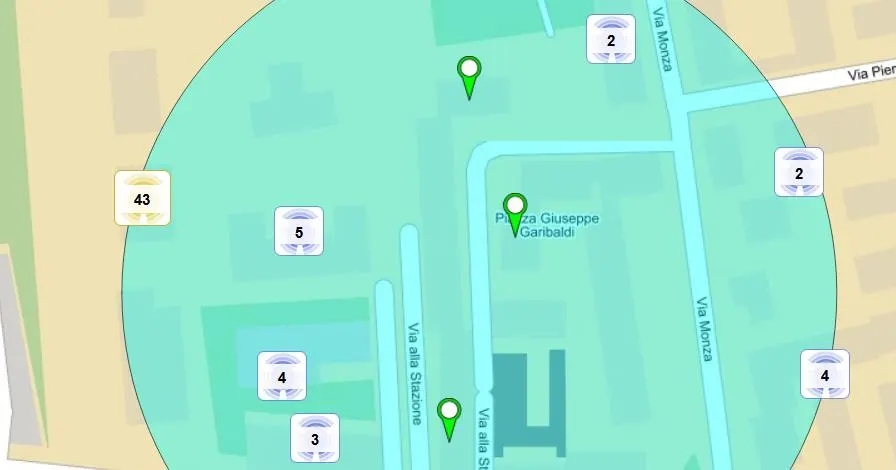 Via Monza
2
Via Pier
2
43
5
Piazza Giuseppe
Garibaldi
Via Monza
Via alla Stazione
4
4
3
Via alla St